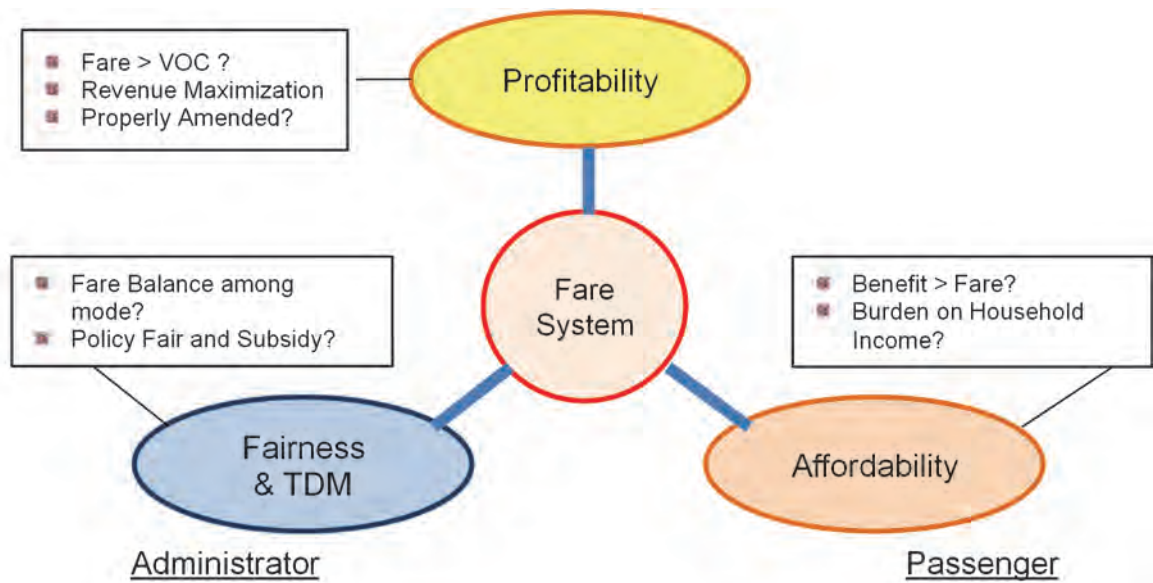 Fare > VOC ?
Revenue Maximization
Properly Amended?
Profitability
Fare Balance among
mode?
Policy Fair and Subsidy?
Fare
System
Benefit > Fare?
Burden on Household
Income?
Fairness
& TDM
Affordability
Administrator
Passenger